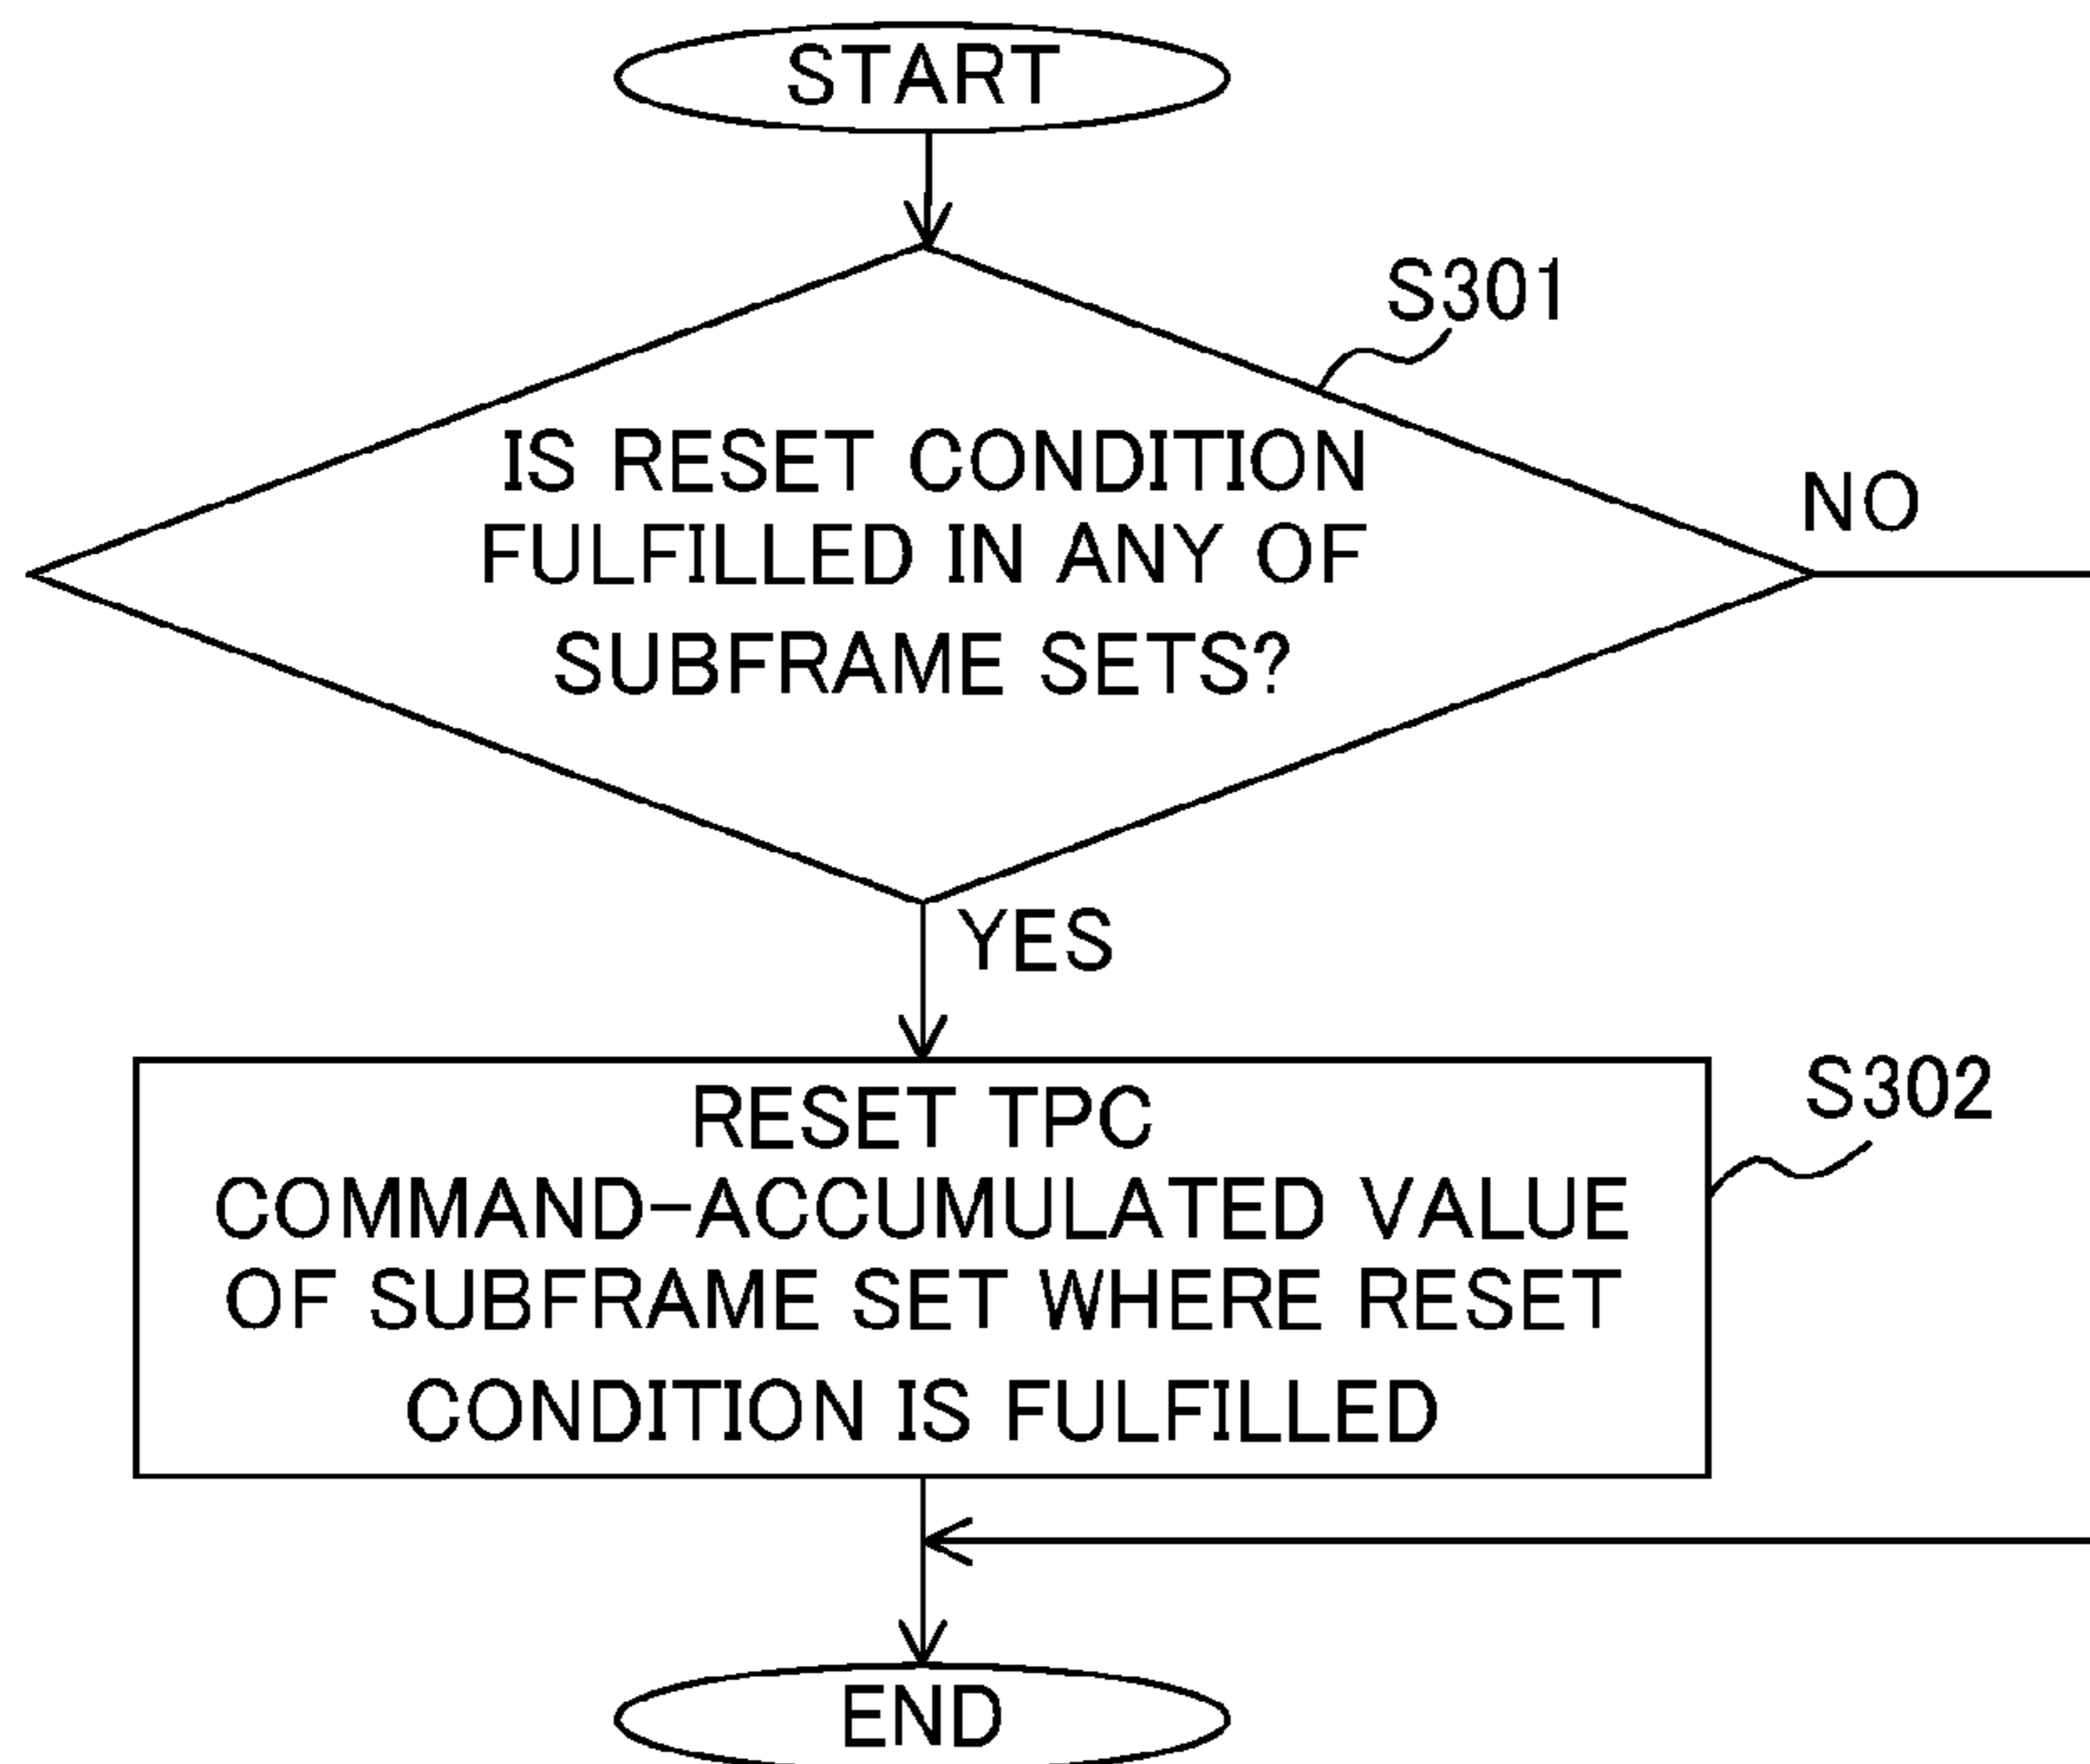 START
S301
IS RESET CONDITION
FULFILLED IN ANY OF
SUBFRAME SETS?
NO
YES
S302
RESET TPC
COMMAND-ACCUMULATED VALUE
OF SUBFRAME SET WHERE RESET
CONDITION IS FULFILLED
END